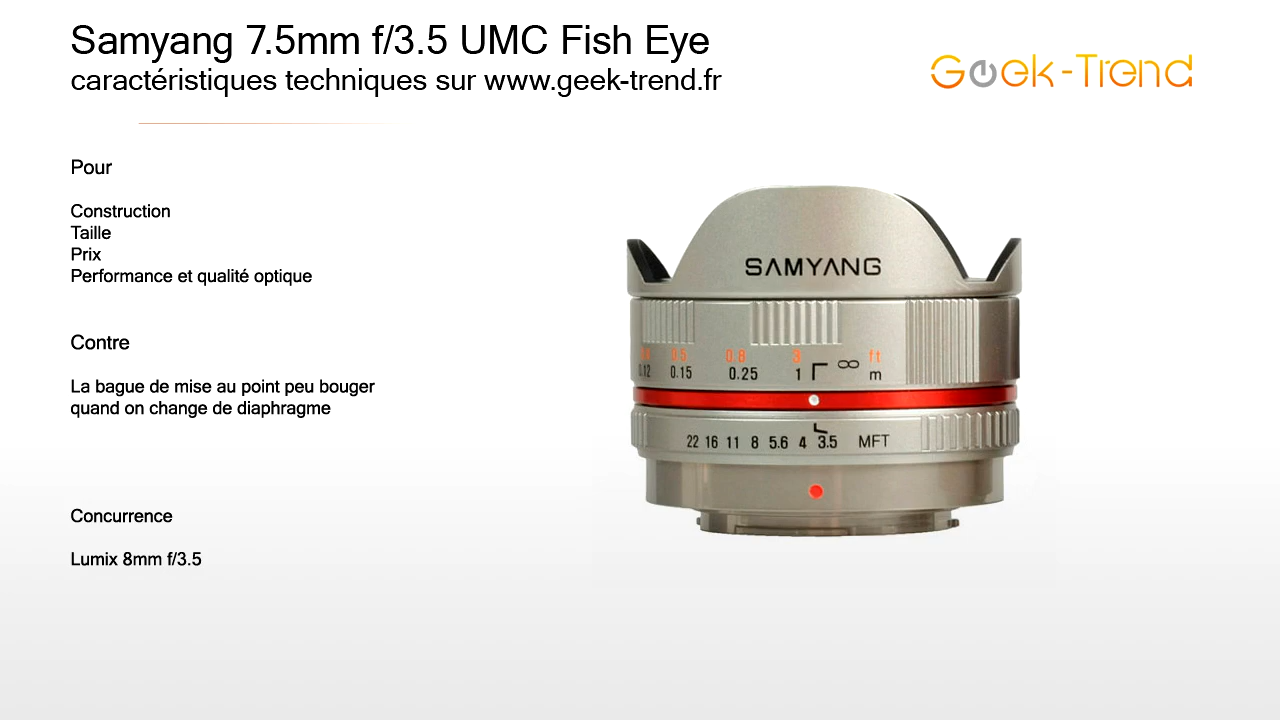 Samyang 7.5mm f/3.5 UMC Fish Eye
caractéristiques techniques sur www.geek-trend.fr
Geek-Trend
Pour
Construction
Taille
Prix
Performance et qualité optique
Contre
La bague de mise au point peu bouger
quand on change de diaphragme
Concurrence
Lumix 8mm f/3.5
SAMYANG
0.5 0.8 3 ft
0.12 0.15 0.25 1 ∞ m
22 16 11 8 5.6 4 3.5 MFT